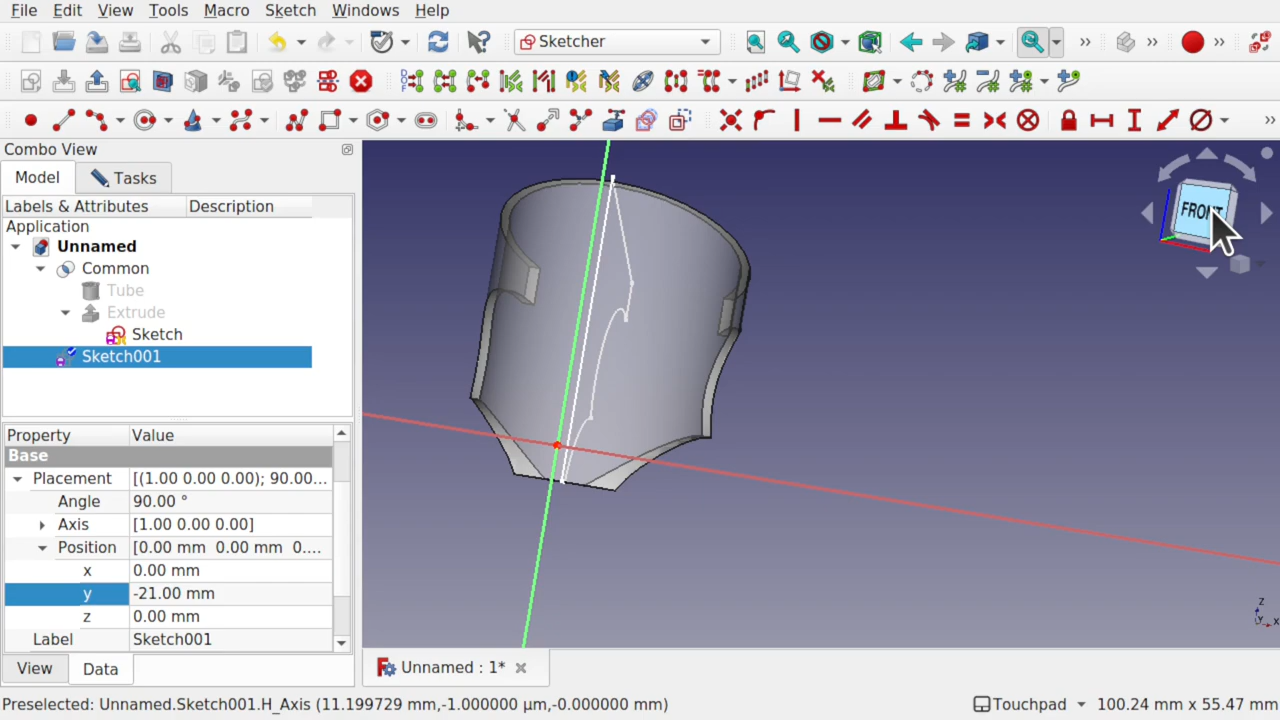 File Edit View Tools Macro Sketch Windows Help
Sketcher
Combo View
Model Tasks
Labels & Attributes Description
Application
Unnamed
Common
Tube
Extrude
Sketch
Sketch001
Property Value
Base
Placement [(1.00 0.00 0.00); 90.00...
Angle 90.00 °
Axis [1.00 0.00 0.00]
Position [0.00 mm 0.00 mm 0....
x 0.00 mm
y -21.00 mm
z 0.00 mm
Label Sketch001
View Data
FRONT
Z
Y
X
Unnamed : 1*
Preselected: Unnamed.Sketch001.H_Axis (11.199729 mm,-1.000000 µm,-0.000000 mm)
Touchpad 100.24 mm x 55.47 mm